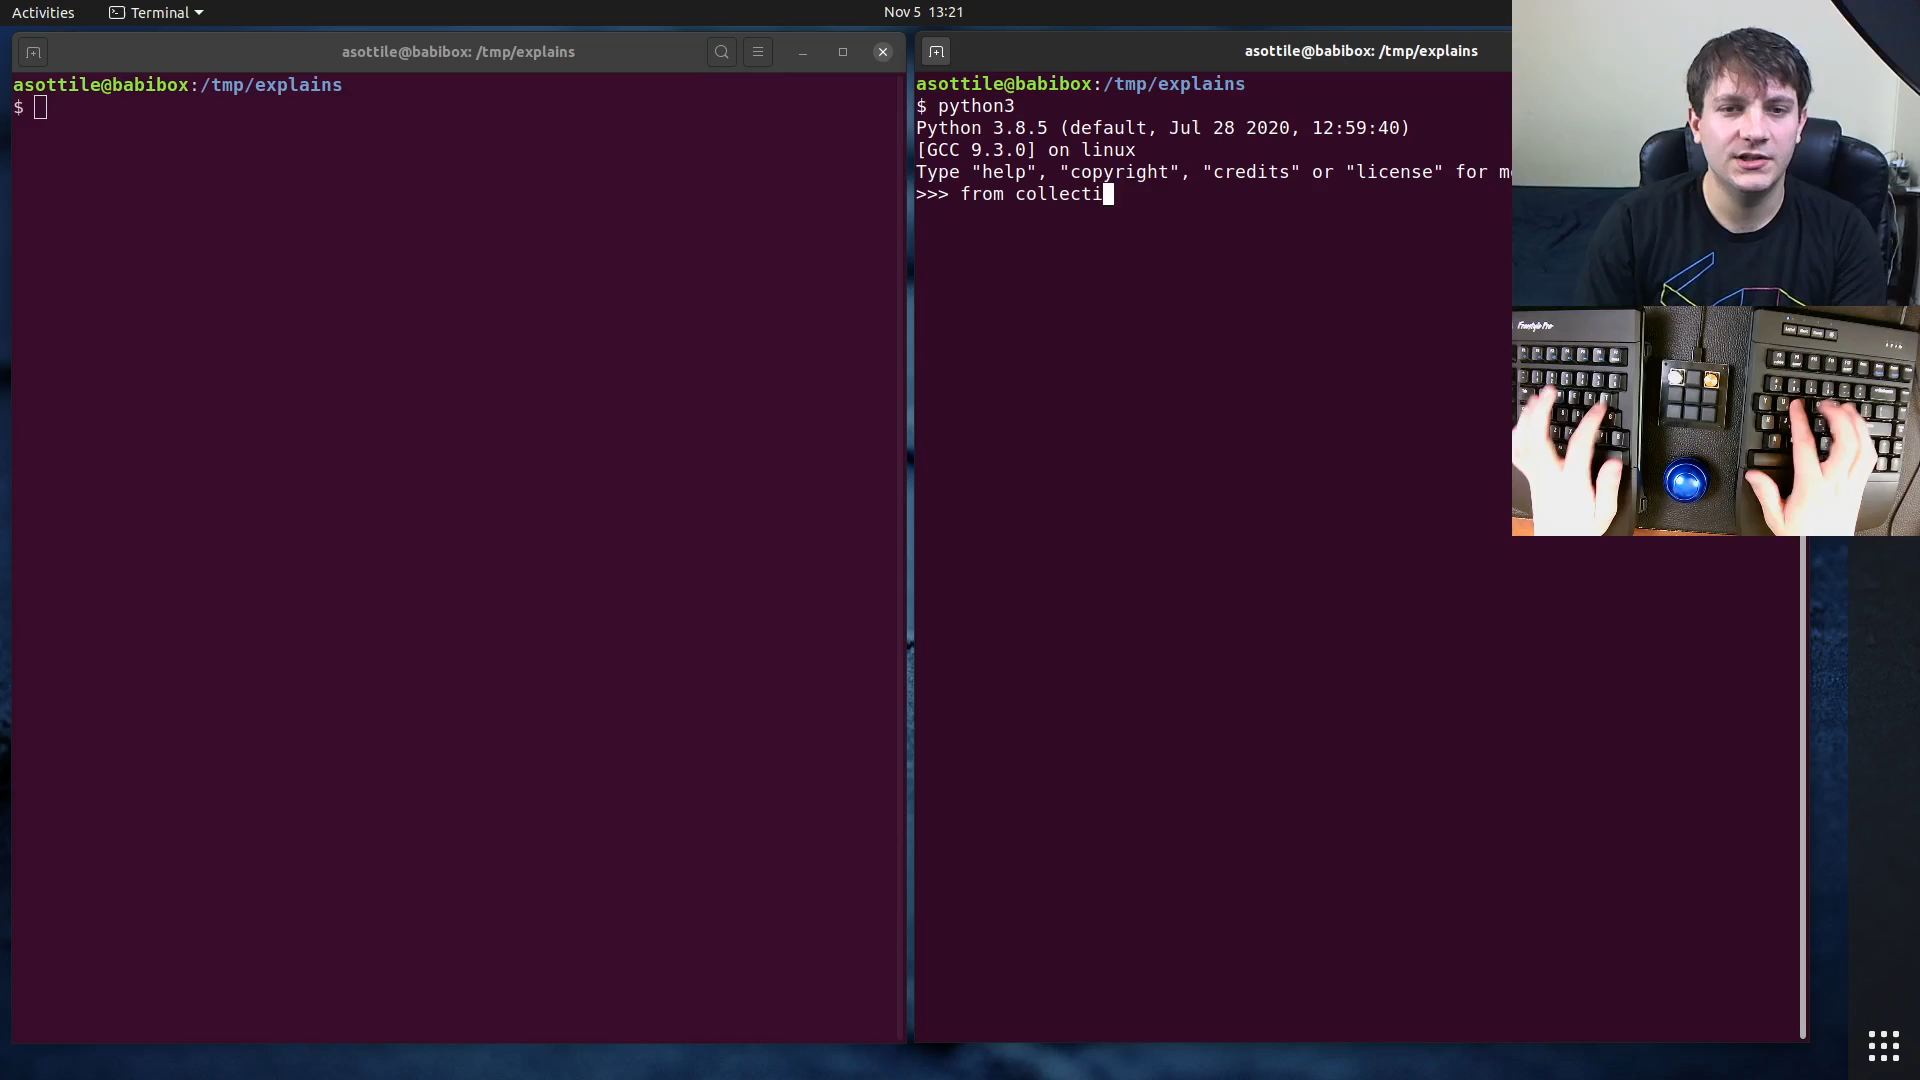 Activities
Terminal
Nov 5 13:21
asottile@babibox: /tmp/explains
asottile@babibox:/tmp/explains
$
asottile@babibox: /tmp/explains
asottile@babibox:/tmp/explains
$ python3
Python 3.8.5 (default, Jul 28 2020, 12:59:40)
[GCC 9.3.0] on linux
Type "help", "copyright", "credits" or "license" for m
>>> from collecti
Freestyle Pro